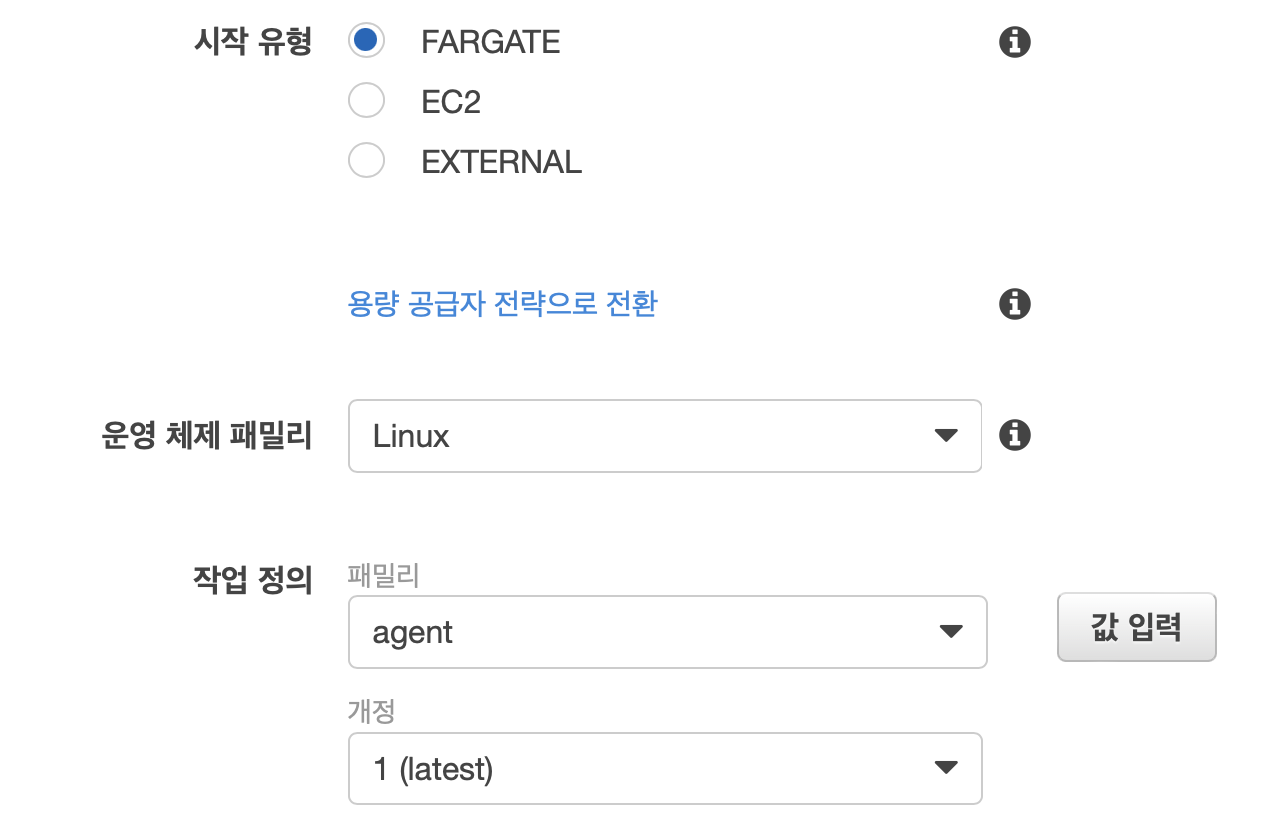 시작 유형
FARGATE
EC2
EXTERNAL
용량 공급자 전략으로 전환
운영 체제 패밀리
Linux
작업 정의
패밀리
agent
값 입력
개정
1 (latest)